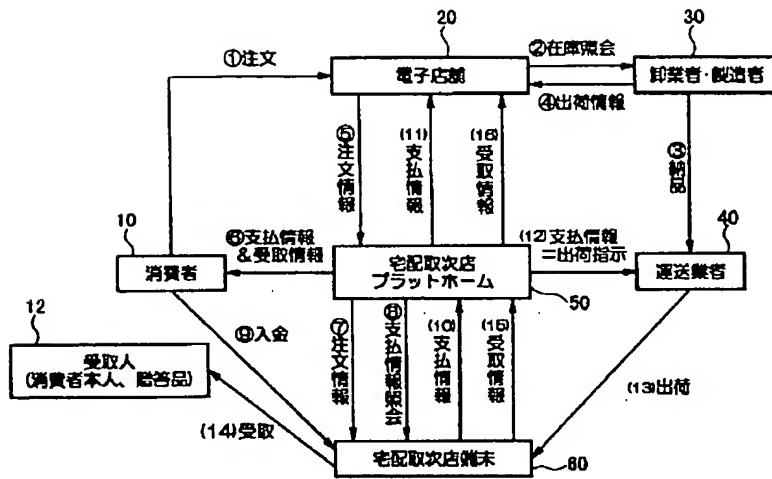 20
30
①注文
②在庫照会
電子店舗
卸業者・製造者
④出荷情報
⑤注文情報
(11)支払情報
(16)受取情報
③納品
10
40
⑥支払情報
&受取情報
(12)支払情報
=出荷指示
消費者
宅配取次店
プラットホーム
運送業者
50
12
⑨入金
⑦注文情報
⑧支払情報照会
(10)支払情報
(15)受取情報
受取人
(消費者本人、贈答品)
(13)出荷
(14)受取
宅配取次店端末
60